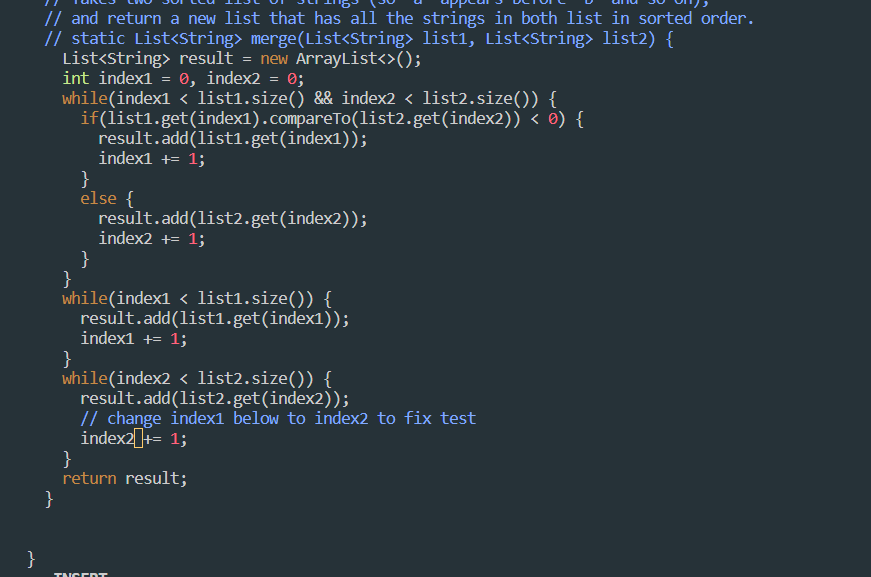 // Takes two sorted list of strings (so "a" appears before "b" and so on),
// and return a new list that has all the strings in both list in sorted order.
// static List<String> merge(List<String> list1, List<String> list2) {
List<String> result = new ArrayList<>();
int index1 = 0, index2 = 0;
while(index1 < list1.size() && index2 < list2.size()) {
if(list1.get(index1).compareTo(list2.get(index2)) < 0) {
result.add(list1.get(index1));
index1 += 1;
}
else {
result.add(list2.get(index2));
index2 += 1;
}
}
while(index1 < list1.size()) {
result.add(list1.get(index1));
index1 += 1;
}
while(index2 < list2.size()) {
result.add(list2.get(index2));
// change index1 below to index2 to fix test
index2 += 1;
}
return result;
}
}
INSERT